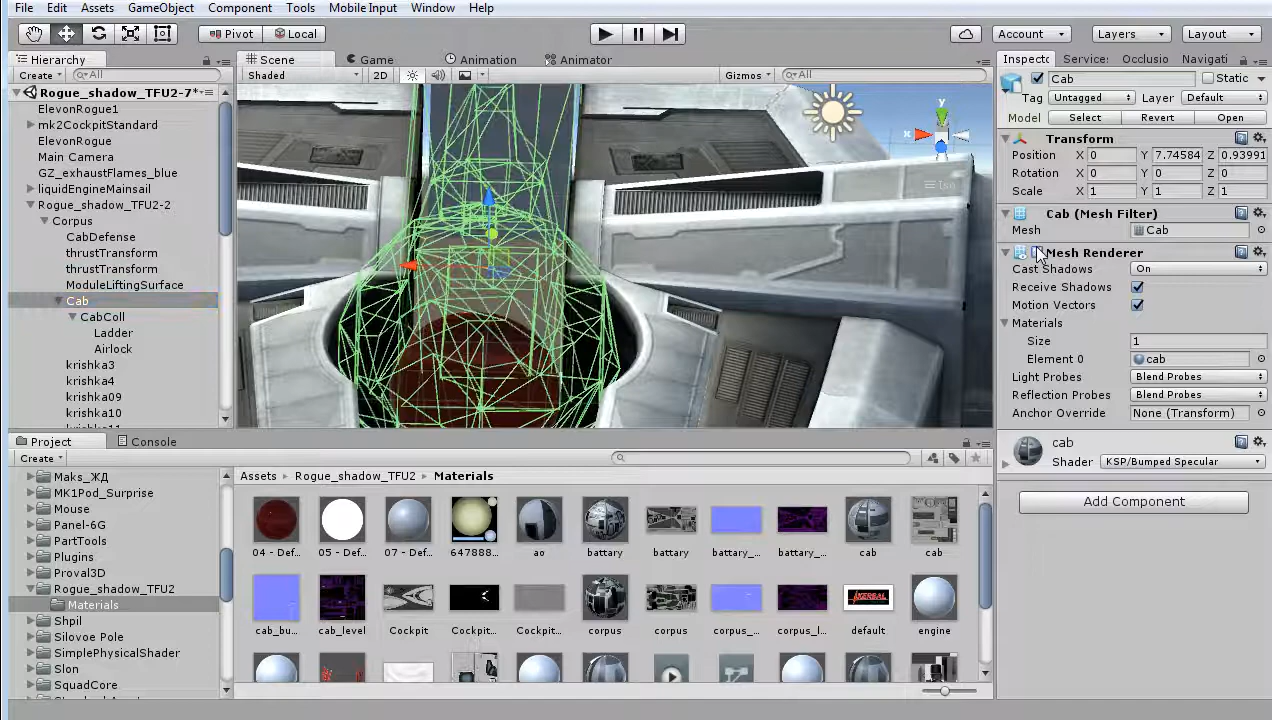 File Edit Assets GameObject Component Tools Mobile Input Window Help
Pivot Local Account Layers Layout
Hierarchy Scene Game Animation Animator Inspecto Services Occlusio Navigati
Create All Shaded 2D Gizmos All Cab Static
Rogue_shadow_TFU2-7* Tag Untagged Layer Default
ElevonRogue1 Model Select Revert Open
mk2CockpitStandard
ElevonRogue
Main Camera
GZ_exhaustFlames_blue
liquidEngineMainsail
Rogue_shadow_TFU2-2
Corpus
CabDefense
thrustTransform
thrustTransform
ModuleLiftingSurface
Cab
CabColl
Ladder
Airlock
krishka3
krishka4
krishka09
krishka10
y
x
Iso
Transform
Position X 0 Y 7.74584 Z 0.93991
Rotation X 0 Y 0 Z 0
Scale X 1 Y 1 Z 1
Cab (Mesh Filter)
Mesh Cab
Mesh Renderer
Cast Shadows On
Receive Shadows
Motion Vectors
Materials
Size 1
Element 0 cab
Light Probes Blend Probes
Reflection Probes Blend Probes
Anchor Override None (Transform)
cab
Shader KSP/Bumped Specular
Add Component
Project Console
Create
Maks_ЖД
MK1Pod_Surprise
Mouse
Panel-6G
PartTools
Plugins
Proval3D
Rogue_shadow_TFU2
Materials
Shpil
Silovoe Pole
SimplePhysicalShader
Slon
SquadCore
Assets Rogue_shadow_TFU2 Materials
04 - Def... 05 - Def... 07 - Def... 647888... ao battary battary battary_... battary_... cab cab
KERBAL
cab_bu... cab_level Cockpit Cockpit... Cockpit... corpus corpus corpus_... corpus_l... default engine